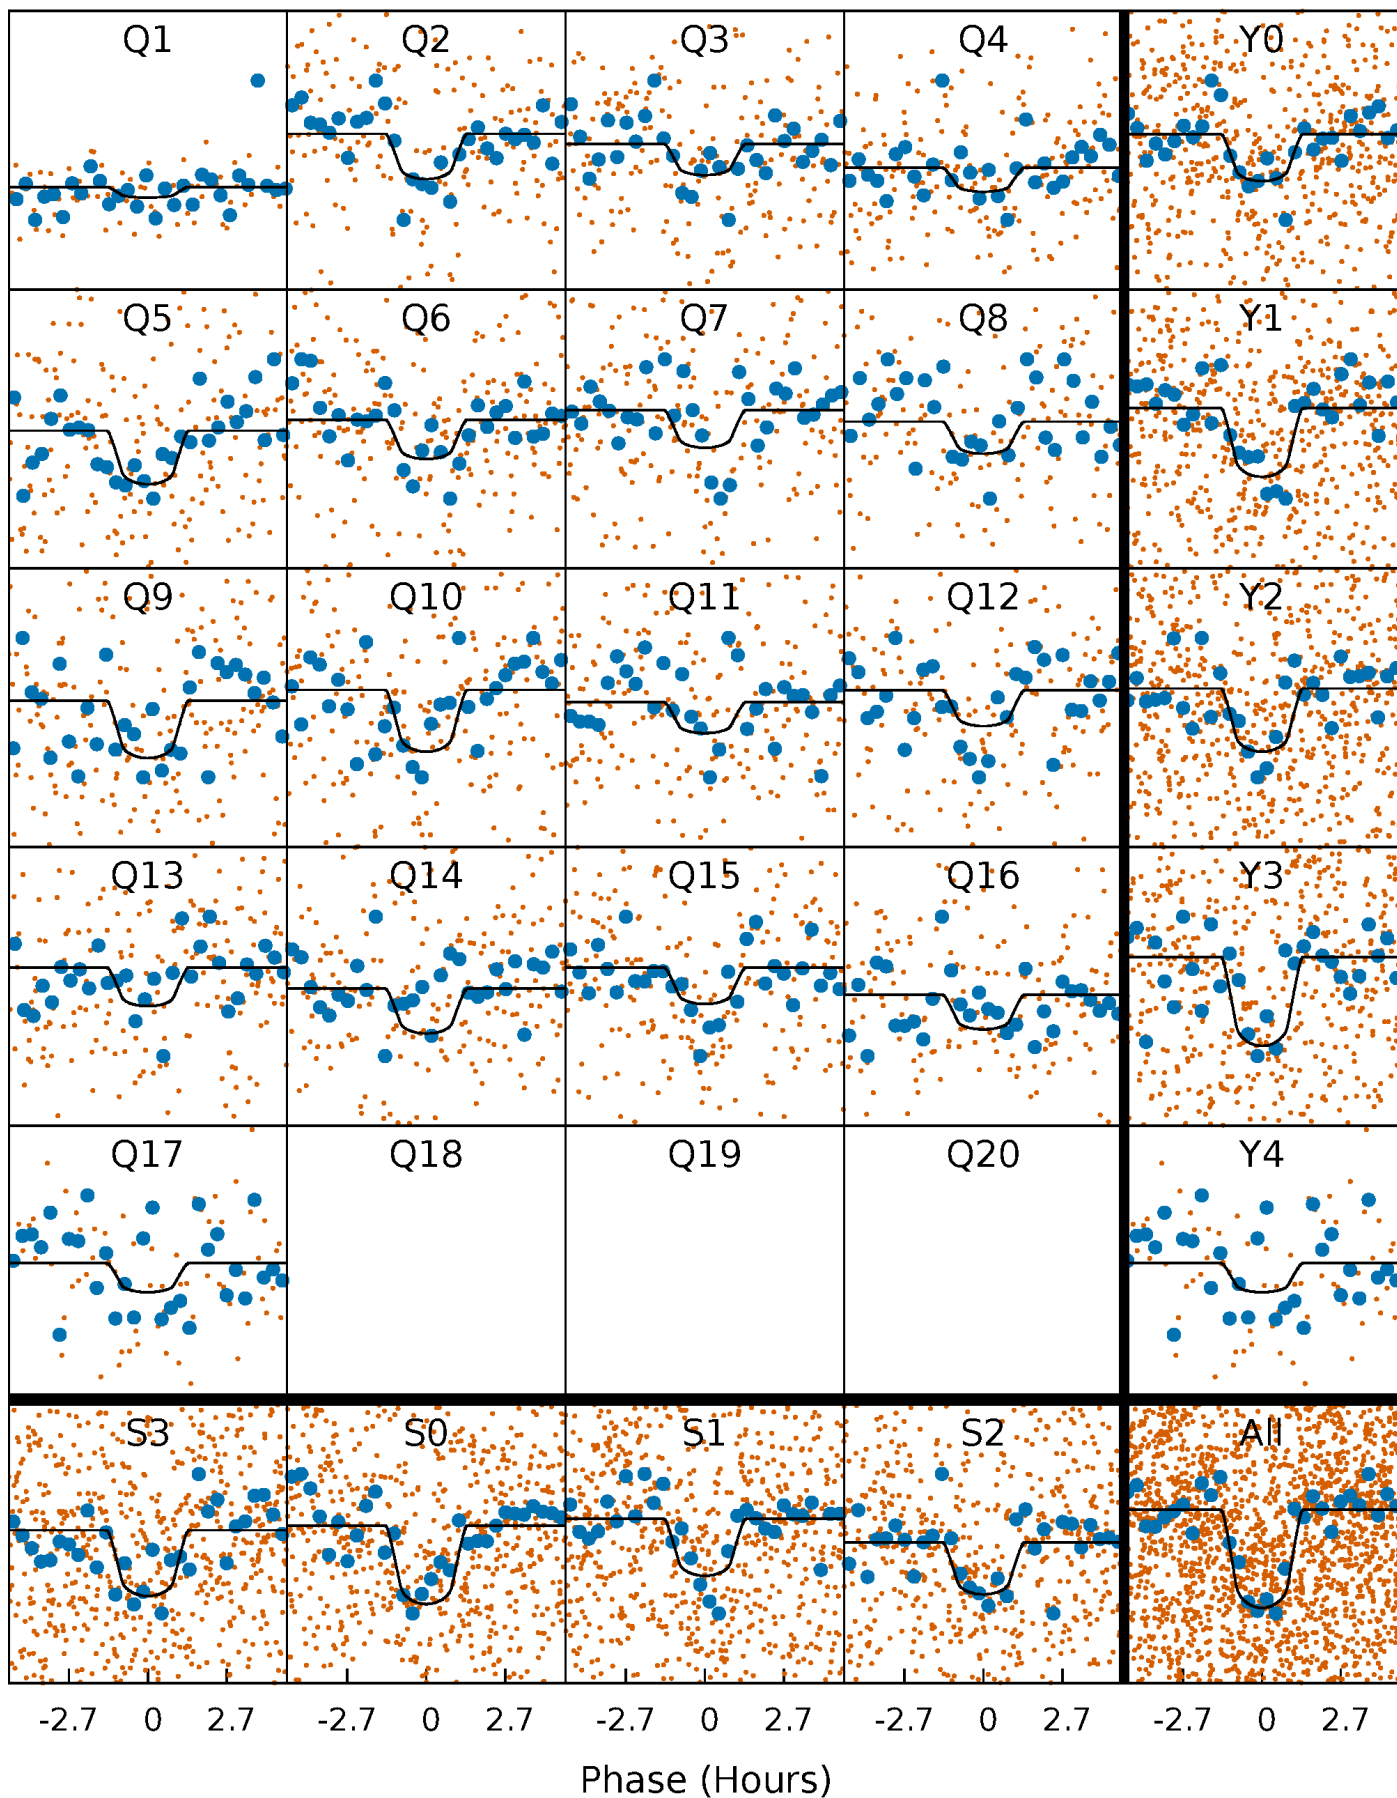 Q1 Q2 Q3 Q4 Y0
Q5 Q6 Q7 Q8 Y1
Q9 Q10 Q11 Q12 Y2
Q13 Q14 Q15 Q16 Y3
Q17 Q18 Q19 Q20 Y4
S3 S0 S1 S2 All
-2.7 0 2.7 -2.7 0 2.7 -2.7 0 2.7 -2.7 0 2.7 -2.7 0 2.7
Phase (Hours)